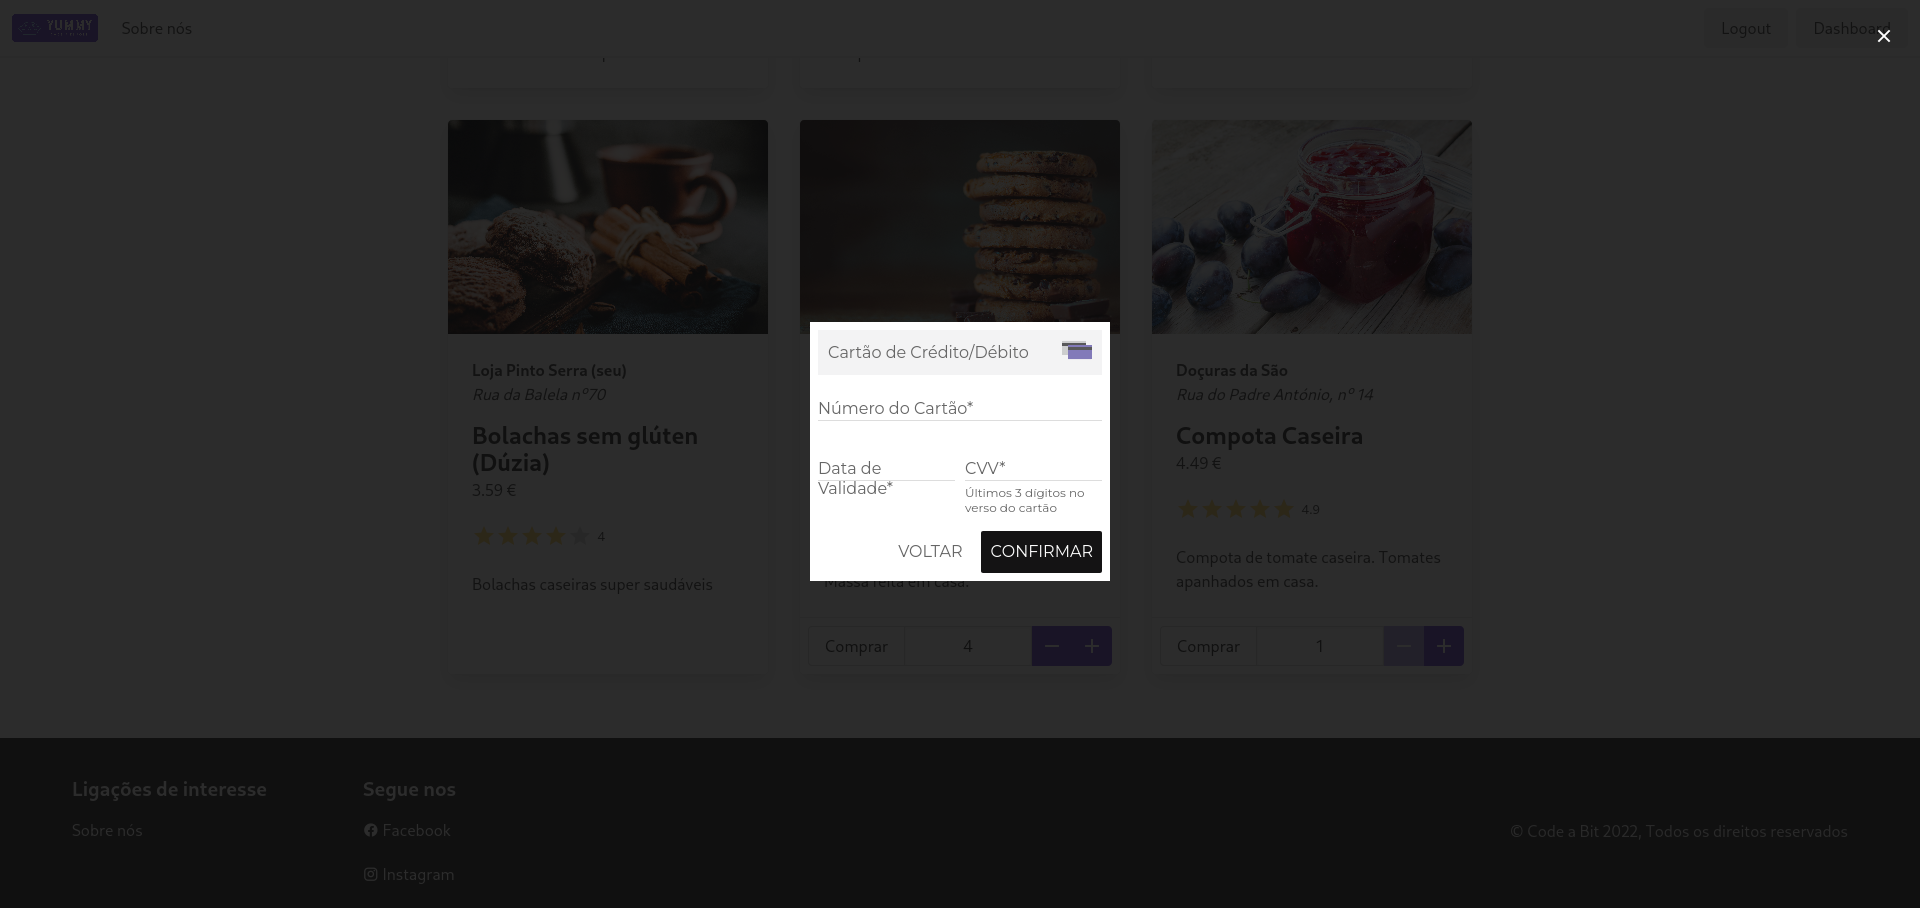 YUMMY
Sobre nós
Logout
Dashboard
Cartão de Crédito/Débito
Número do Cartão*
Data de
Validade*
CVV*
Últimos 3 dígitos no
verso do cartão
VOLTAR
CONFIRMAR
Loja Pinto Serra (seu)
Rua da Balela nº70
Bolachas sem glúten
(Dúzia)
3.59 €
4
Bolachas caseiras super saudáveis
Massa feita em casa.
Comprar
4
Doçuras da São
Rua do Padre António, nº 14
Compota Caseira
4.49 €
4.9
Compota de tomate caseira. Tomates
apanhados em casa.
Comprar
1
Ligações de interesse
Sobre nós
Segue nos
Facebook
Instagram
© Code a Bit 2022, Todos os direitos reservados